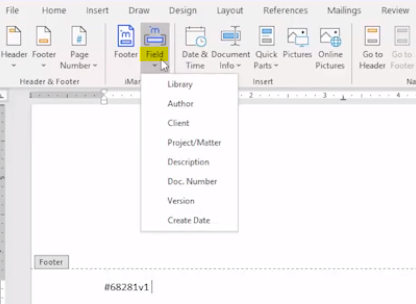 File Home Insert Draw Design Layout References Mailings Review
Header Footer Page Number Footer Field Date & Time Document Info Quick Parts Pictures Online Pictures Go to Header Go to Footer
Header & Footer Insert
Library
Author
Client
Project/Matter
Description
Doc. Number
Version
Create Date
Footer
#68281v1